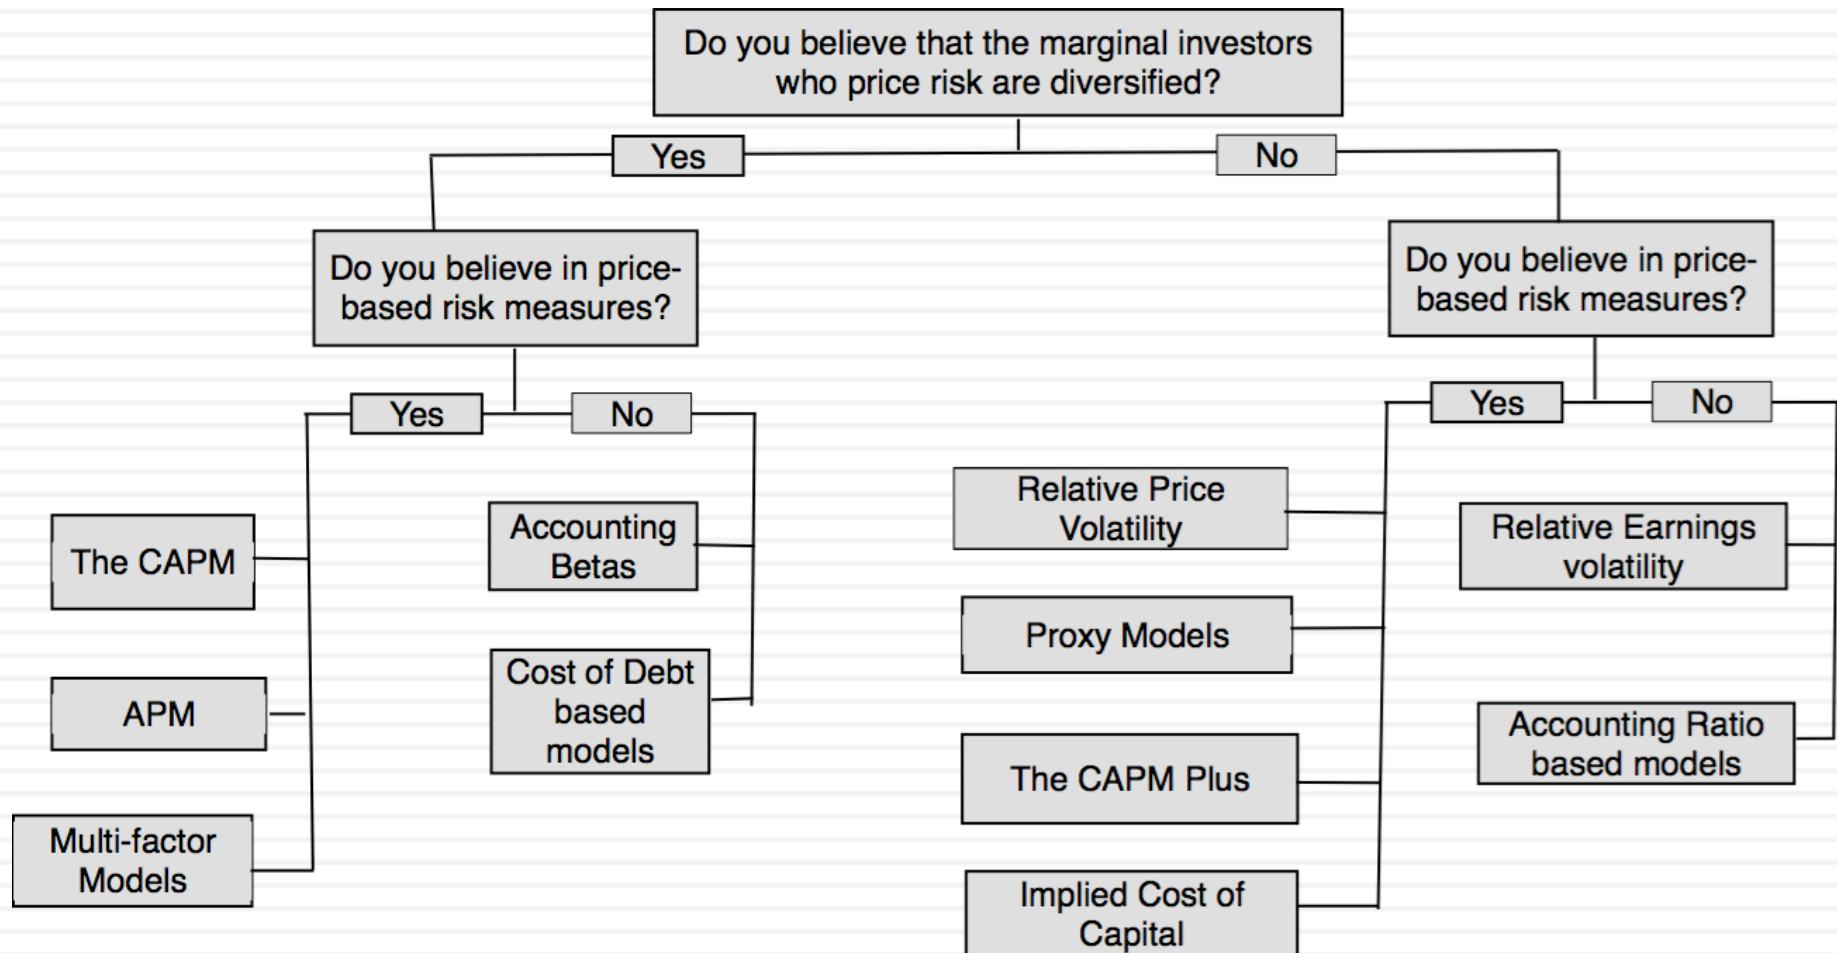 Do you believe that the marginal investors
who price risk are diversified?
Yes
No
Do you believe in price-
based risk measures?
Do you believe in price-
based risk measures?
Yes
No
Yes
No
The CAPM
APM
Multi-factor
Models
Accounting
Betas
Cost of Debt
based
models
Relative Price
Volatility
Proxy Models
The CAPM Plus
Implied Cost of
Capital
Relative Earnings
volatility
Accounting Ratio
based models